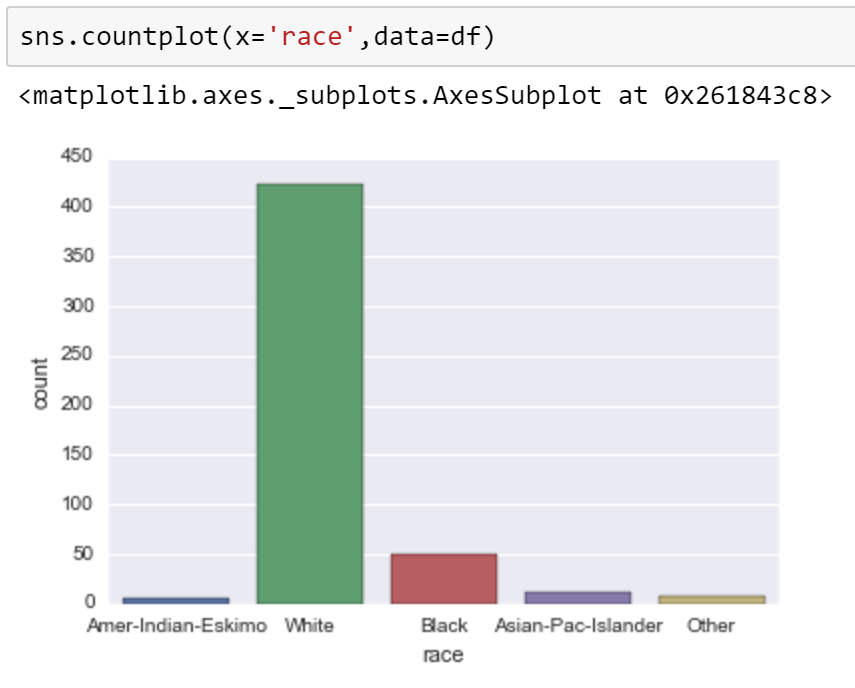 sns.countplot(x='race',data=df)
<matplotlib.axes._subplots.AxesSubplot at 0x261843c8>
450
400
350
300
250
200
150
100
50
0
count
Amer-Indian-Eskimo White Black Asian-Pac-Islander Other
race